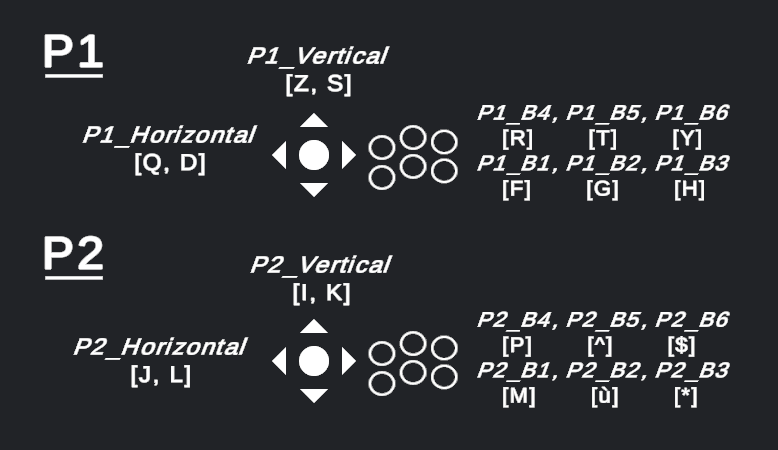 P1
P1_Vertical
[Z, S]
P1_Horizontal
[Q, D]
P1_B4, P1_B5, P1_B6
[R] [T] [Y]
P1_B1, P1_B2, P1_B3
[F] [G] [H]
P2
P2_Vertical
[I, K]
P2_Horizontal
[J, L]
P2_B4, P2_B5, P2_B6
[P] [^] [$]
P2_B1, P2_B2, P2_B3
[M] [ù] [*]